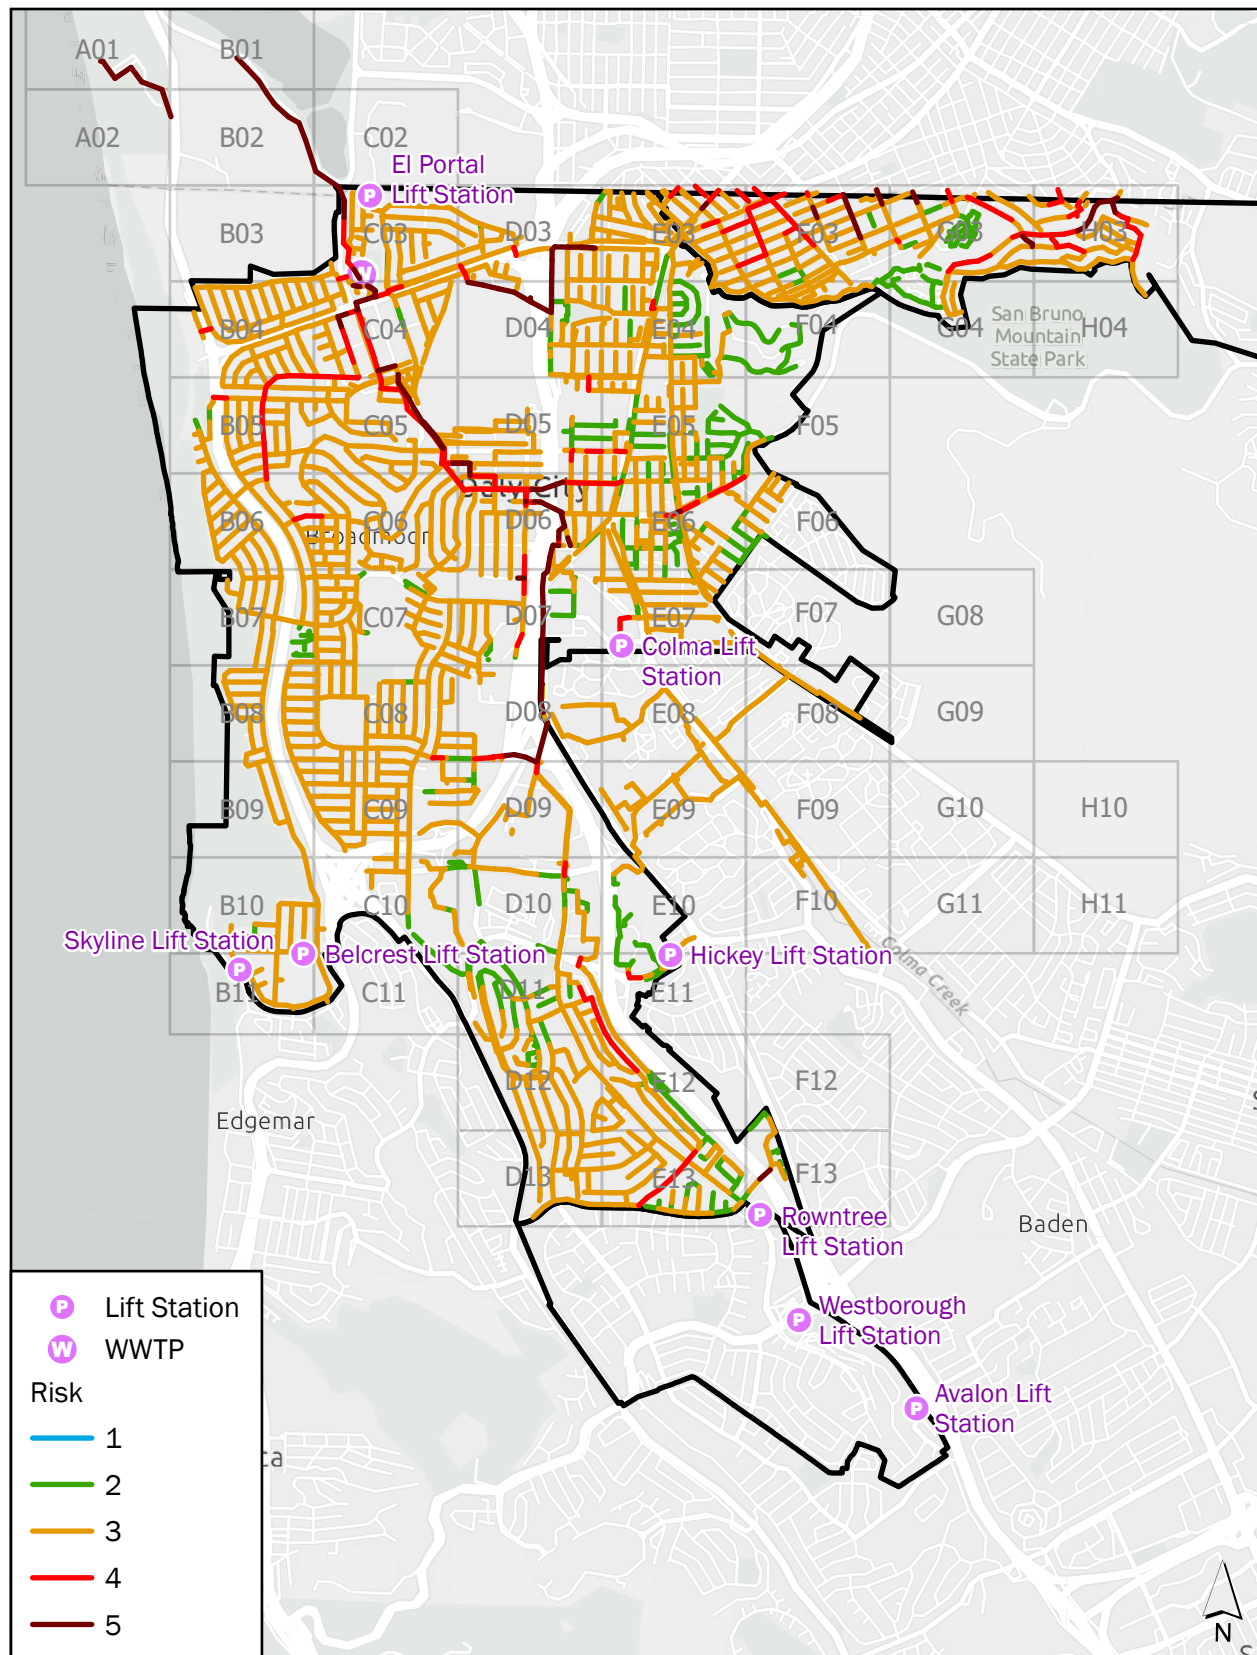 A01
B01
A02
B02
C02
El Portal
Lift Station
B03
C03
D03
E03
F03
G03
H03
W
P
B04
C04
D04
E04
F04
G04
H04
San Bruno
Mountain
State Park
B05
C05
D05
E05
F05
Daly City
B06
C06
D06
E06
F06
Broadmoor
B07
C07
D07
E07
F07
G08
P
Colma Lift
Station
B08
C08
D08
E08
F08
G09
B09
C09
D09
E09
F09
G10
H10
B10
C10
D10
E10
F10
G11
H11
Skyline Lift Station
P
P
Belcrest Lift Station
P
Hickey Lift Station
Colma Creek
B11
C11
D11
E11
D12
E12
F12
Edgemar
D13
E13
F13
P
Rowntree
Lift Station
Baden
P
Westborough
Lift Station
P
Avalon Lift
Station
P Lift Station
W WWTP
Risk
1
2
3
4
5
ca
N